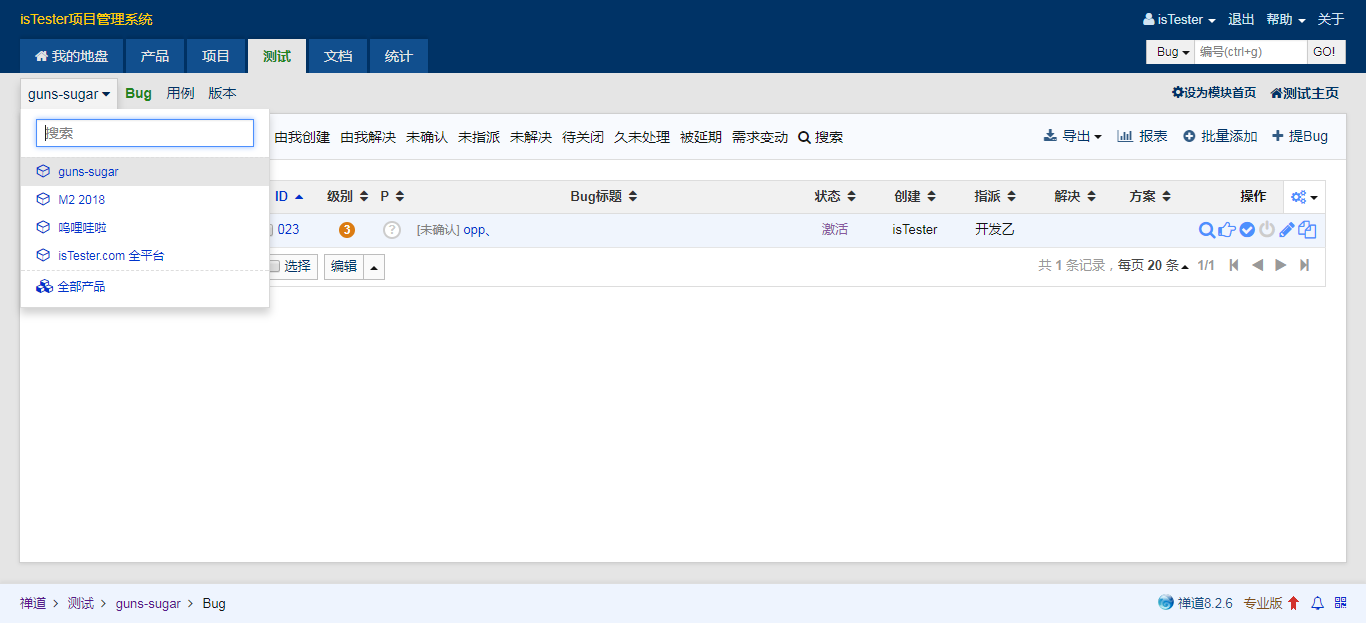 isTester项目管理系统 isTester 退出 帮助 关于
我的地盘 产品 项目 测试 文档 统计 Bug 编号(ctrl+g) GO!
guns-sugar Bug 用例 版本 设为模块首页 测试主页
搜索 由我创建 由我解决 未确认 未指派 未解决 待关闭 久未处理 被延期 需求变动 搜索 导出 报表 批量添加 提Bug
guns-sugar
M2 2018
呜哩哇啦
isTester.com 全平台
全部产品
ID 级别 P Bug标题 状态 创建 指派 解决 方案 操作
023 3 ? [未确认] opp、 激活 isTester 开发乙
选择 编辑 共 1 条记录，每页 20 条 1/1
禅道 测试 guns-sugar Bug 禅道8.2.6 专业版